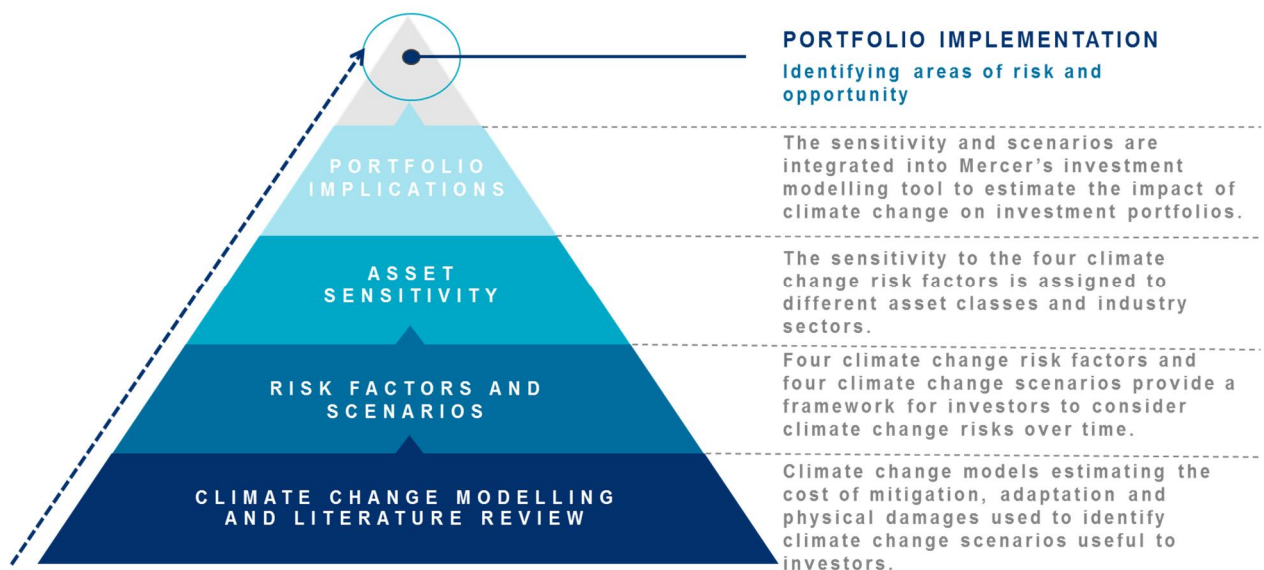 PORTFOLIO IMPLEMENTATION
Identifying areas of risk and
opportunity
PORTFOLIO
IMPLICATIONS
The sensitivity and scenarios are
integrated into Mercer's investment
modelling tool to estimate the impact of
climate change on investment portfolios.
ASSET
SENSITIVITY
The sensitivity to the four climate
change risk factors is assigned to
different asset classes and industry
sectors.
RISK FACTORS AND
SCENARIOS
Four climate change risk factors and
four climate change scenarios provide a
framework for investors to consider
climate change risks over time.
CLIMATE CHANGE MODELLING
AND LITERATURE REVIEW
Climate change models estimating the
cost of mitigation, adaptation and
physical damages used to identify
climate change scenarios useful to
investors.